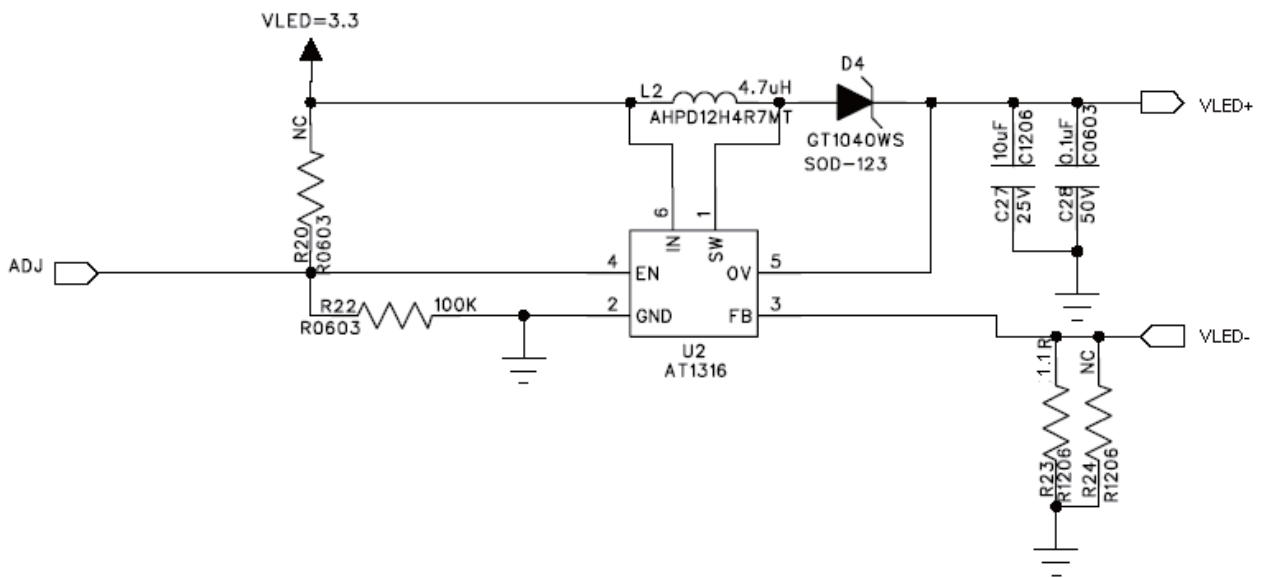 VLED=3.3
D4
L2
4.7uH
AHPD12H4R7MT
GT1040WS
SOD-123
VLED+
NC
R20
R0603
10uF
C1206
C27
25V
0.1uF
C0603
C28
50V
6
1
IN
SW
ADJ
4
EN
OV
5
R22
100K
R0603
2
GND
FB
3
U2
AT1316
VLED-
1.1R
NC
R23
R1206
R24
R1206